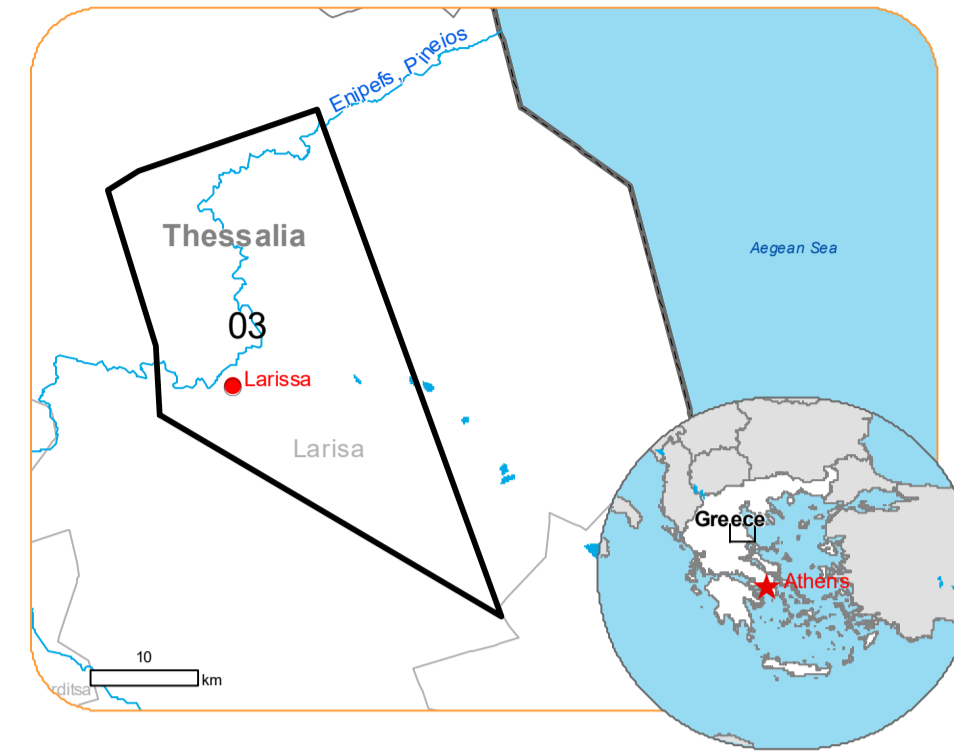 Enipefs, Pineios
Thessalia
Aegean Sea
03
Larissa
Larisa
Greece
Athens
10
km
rditsa